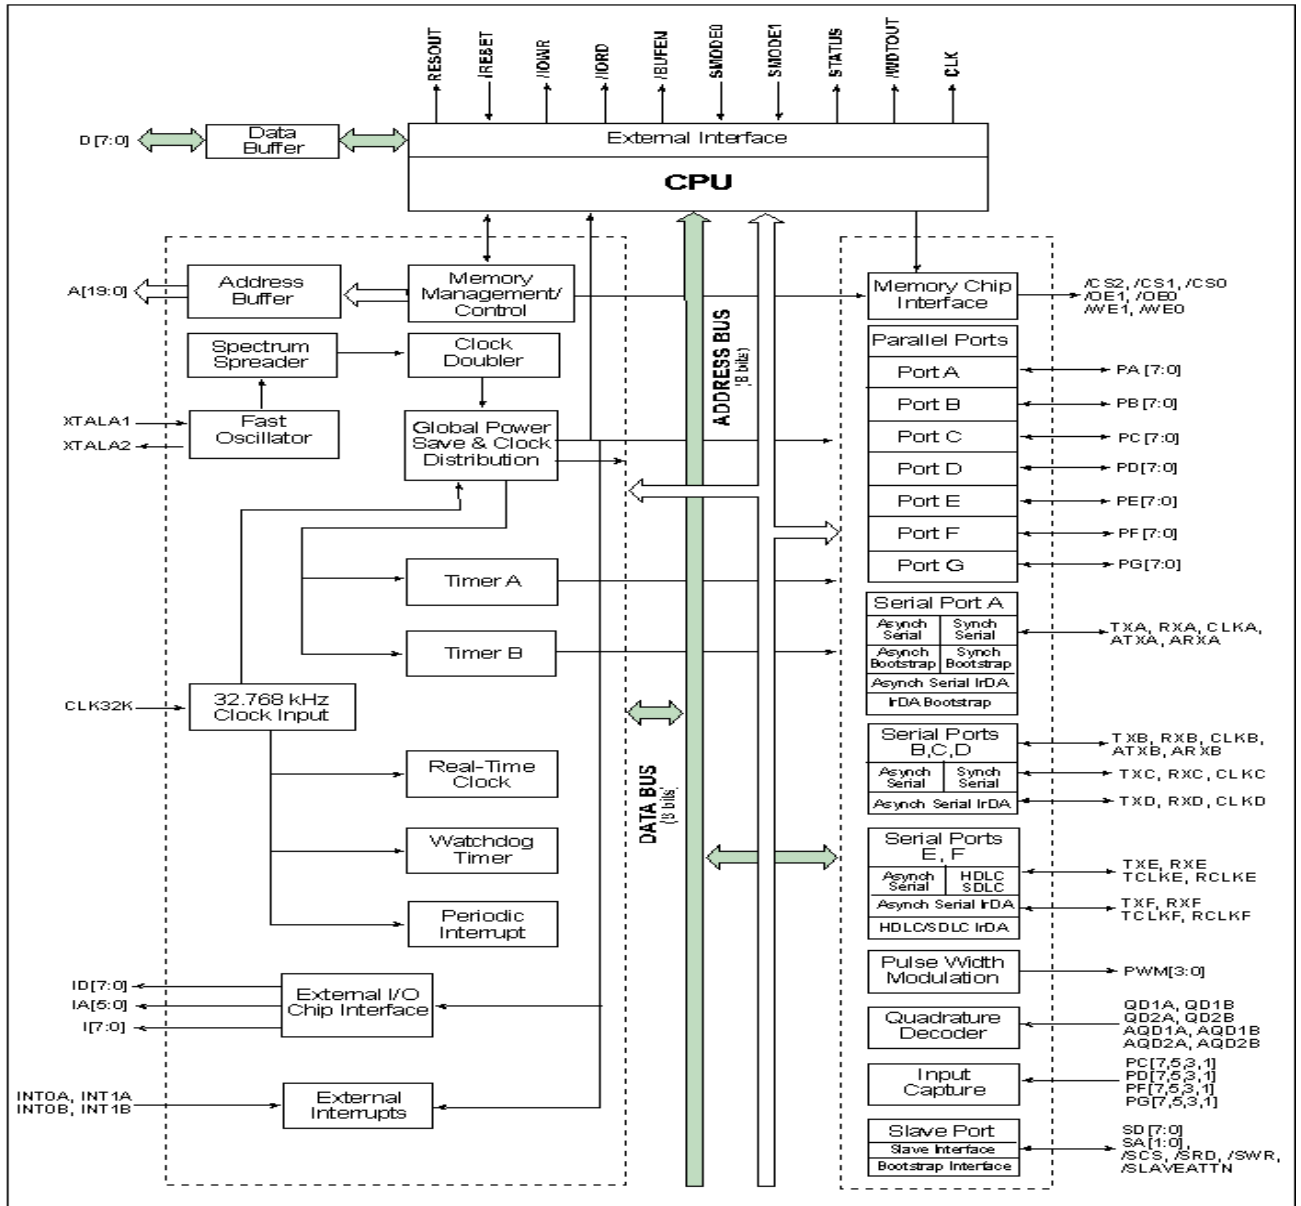 RESOUT
/RESET
/IOWR
/IORD
/BUFEN
SMODE0
SMODE1
STATUS
/WDTOUT
CLK
D[7:0]
Data
Buffer
External Interface
CPU
A[19:0]
Address
Buffer
Memory
Management/
Control
Memory Chip
Interface
/CS2, /CS1, /CS0
/OE1, /OE0
/WE1, /WE0
Spectrum
Spreader
Clock
Doubler
ADDRESS BUS
(8 bits)
Parallel Ports
Port A
PA [7:0]
Port B
PB [7:0]
Port C
PC [7:0]
Port D
PD [7:0]
Port E
PE [7:0]
Port F
PF [7:0]
Port G
PG [7:0]
XTALA1
XTALA2
Fast
Oscillator
Global Power
Save & Clock
Distribution
Timer A
Timer B
CLK32K
32.768 kHz
Clock Input
Real-Time
Clock
Watchdog
Timer
Periodic
Interrupt
DATA BUS
(8 bits)
Serial Port A
Asynch
Serial
Synch
Serial
Asynch
Bootstrap
Synch
Bootstrap
Asynch Serial IrDA
IrDA Bootstrap
TXA, RXA, CLKA,
ATXA, ARXA
Serial Ports
B,C,D
Asynch
Serial
Synch
Serial
Asynch Serial IrDA
TXB, RXB, CLKB,
ATXB, ARXB
TXC, RXC, CLKC
TXD, RXD, CLKD
Serial Ports
E, F
Asynch
Serial
HDLC
SDLC
Asynch Serial IrDA
HDLC/SDLC IrDA
TXE, RXE
TCLKE, RCLKE
TXF, RXF
TCLKF, RCLKF
Pulse Width
Modulation
PWM[3:0]
ID[7:0]
IA[5:0]
I[7:0]
External I/O
Chip Interface
Quadrature
Decoder
QD1A, QD1B
QD2A, QD2B
AQD1A, AQD1B
AQD2A, AQD2B
Input
Capture
PC[7,5,3,1]
PD[7,5,3,1]
PF[7,5,3,1]
PG[7,5,3,1]
INT0A, INT1A
INT0B, INT1B
External
Interrupts
Slave Port
Slave Interface
Bootstrap Interface
SD[7:0]
SA[1:0],
/SCS, /SRD, /SWR,
/SLAVEATTN